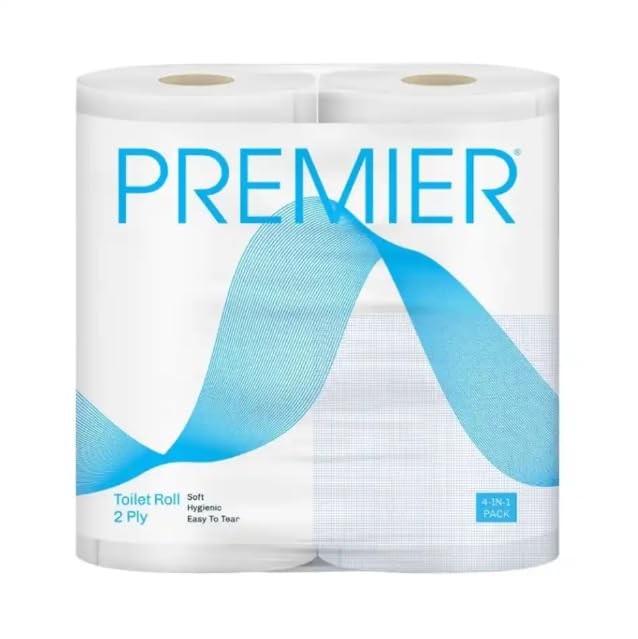 PREMIER®
Toilet Roll
2 Ply
Soft
Hygienic
Easy To Tear
4-IN-1
PACK